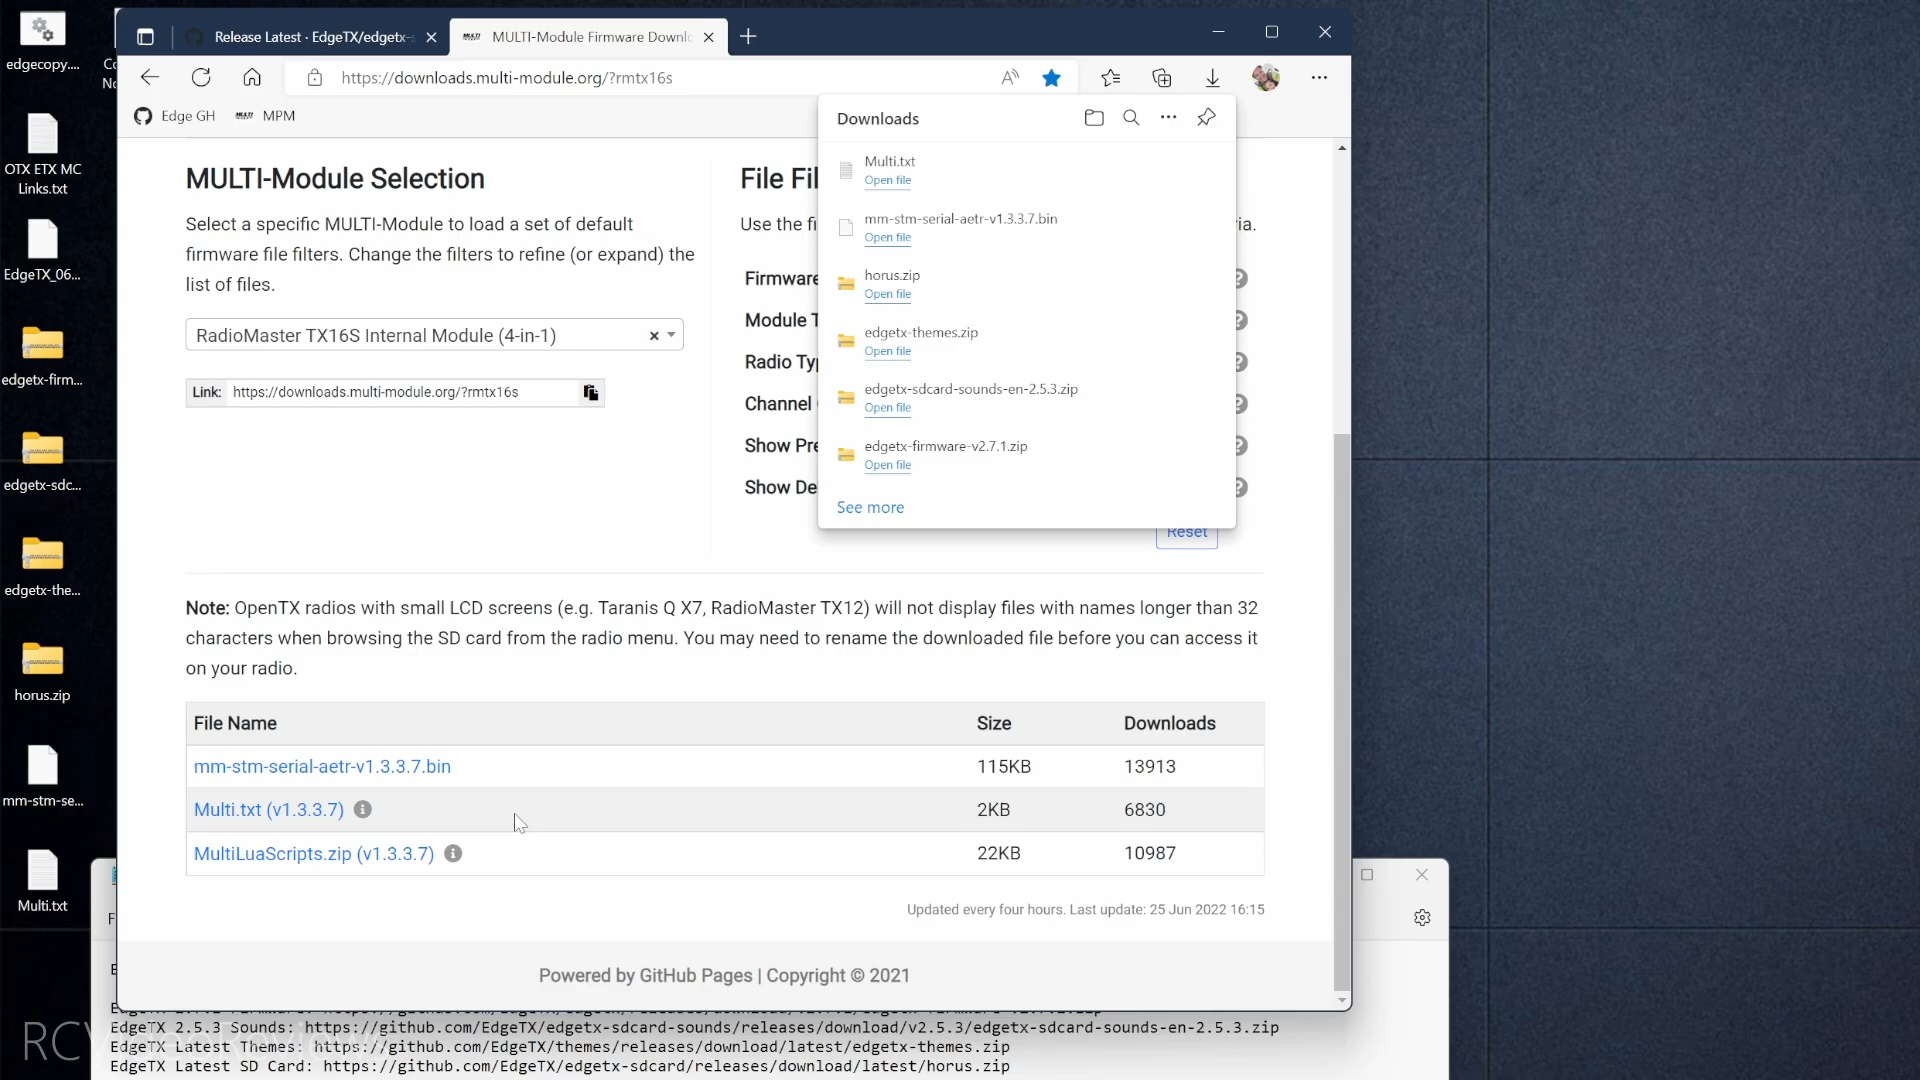 edgecopy....
OTX ETX MC
Links.txt
EdgeTX_06...
edgetx-firm...
edgetx-sdc...
edgetx-the...
horus.zip
mm-stm-se...
Multi.txt
Release Latest · EdgeTX/edgetx-
MULTI-Module Firmware Downl
https://downloads.multi-module.org/?rmtx16s
Edge GH
MULTI
MPM
MULTI-Module Selection
Select a specific MULTI-Module to load a set of default
firmware file filters. Change the filters to refine (or expand) the
list of files.
RadioMaster TX16S Internal Module (4-in-1)
Link: https://downloads.multi-module.org/?rmtx16s
File Fil
Use the fi
ria.
Firmware
Module T
Radio Typ
Channel
Show Pre
Show De
Reset
Downloads
Multi.txt
Open file
mm-stm-serial-aetr-v1.3.3.7.bin
Open file
horus.zip
Open file
edgetx-themes.zip
Open file
edgetx-sdcard-sounds-en-2.5.3.zip
Open file
edgetx-firmware-v2.7.1.zip
Open file
See more
Note: OpenTX radios with small LCD screens (e.g. Taranis Q X7, RadioMaster TX12) will not display files with names longer than 32
characters when browsing the SD card from the radio menu. You may need to rename the downloaded file before you can access it
on your radio.
File Name Size Downloads
mm-stm-serial-aetr-v1.3.3.7.bin 115KB 13913
Multi.txt (v1.3.3.7) 2KB 6830
MultiLuaScripts.zip (v1.3.3.7) 22KB 10987
Updated every four hours. Last update: 25 Jun 2022 16:15
Powered by GitHub Pages | Copyright © 2021
EdgeTX 2.5.3 Sounds: https://github.com/EdgeTX/edgetx-sdcard-sounds/releases/download/v2.5.3/edgetx-sdcard-sounds-en-2.5.3.zip
EdgeTX Latest Themes: https://github.com/EdgeTX/themes/releases/download/latest/edgetx-themes.zip
EdgeTX Latest SD Card: https://github.com/EdgeTX/edgetx-sdcard/releases/download/latest/horus.zip
RCVideoReviews